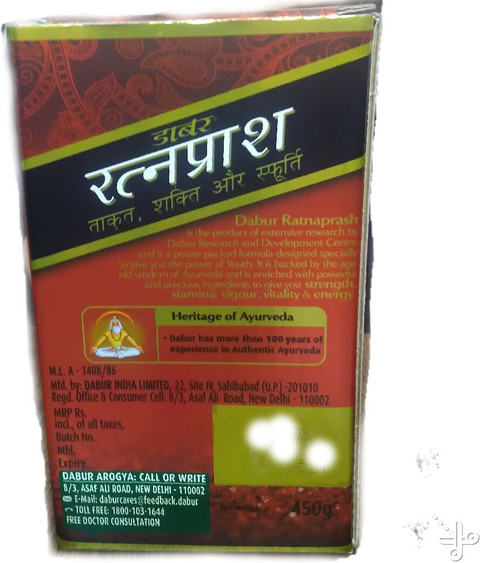 डाबर
रत्नप्राश
ताक़त, शक्ति और स्फूर्ति
Dabur Ratnaprash
is the product of extensive research by
Dabur Research and Development Centre
and is a power packed formula designed specially
to give you the power of Youth. It is backed by the age
old wisdom of Ayurveda and is enriched with powerful
and precious ingredients to give you strength,
stamina, vigour, vitality & energy
Heritage of Ayurveda
• Dabur has more than 100 years of
experience in Authentic Ayurveda
M.L. A - 1408/86
Mfd. by: DABUR INDIA LIMITED, 22, Site IV, Sahibabad (U.P.) -201010
Regd. Office & Consumer Cell: 8/3, Asaf Ali Road, New Delhi - 110002
MRP Rs.
incl., of all taxes,
Batch No.
Mfd.
Expiry.
DABUR AROGYA: CALL OR WRITE
8/3, ASAF ALI ROAD, NEW DELHI - 110002
E-Mail: daburcares@feedback.dabur
TOLL FREE: 1800-103-1644
FREE DOCTOR CONSULTATION
450g